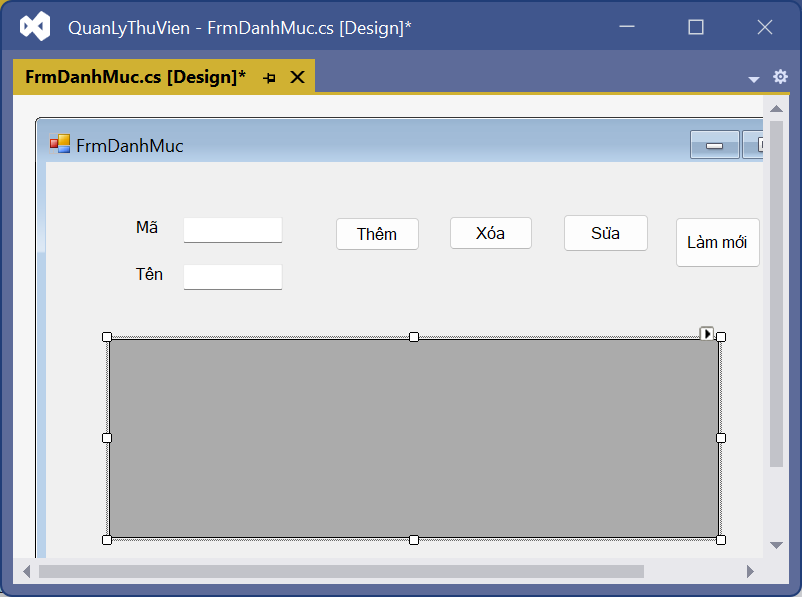 QuanLyThuVien - FrmDanhMuc.cs [Design]*
FrmDanhMuc.cs [Design]*
FrmDanhMuc
Mã
Thêm
Xóa
Sửa
Làm mới
Tên